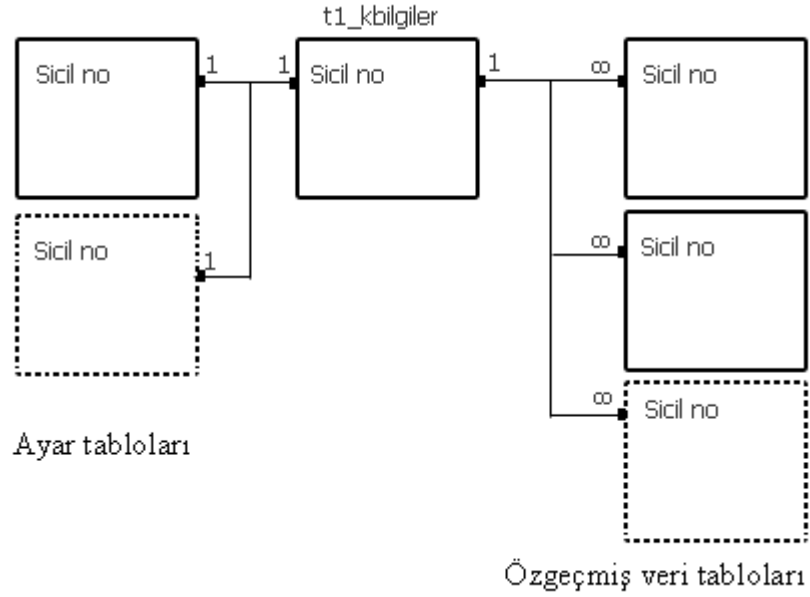 t1_kbilgiler
Sicil no
1
1
Sicil no
1
∞
Sicil no
Sicil no
1
∞
Sicil no
∞
Sicil no
Ayar tabloları
Özgeçmiş veri tabloları